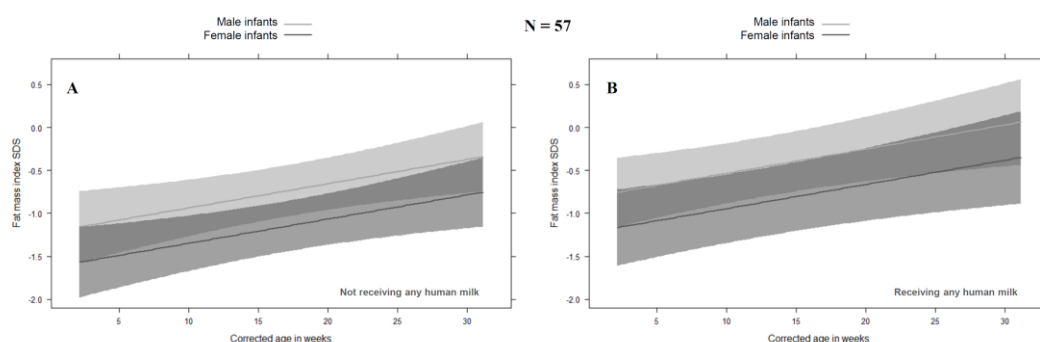 Male infants
Female infants
N = 57
Male infants
Female infants
A
0.5
0.0
-0.5
-1.0
-1.5
-2.0
Fat mass index SDS
Not receiving any human milk
5 10 15 20 25 30
Corrected age in weeks
B
0.5
0.0
-0.5
-1.0
-1.5
-2.0
Fat mass index SDS
Receiving any human milk
5 10 15 20 25 30
Corrected age in weeks